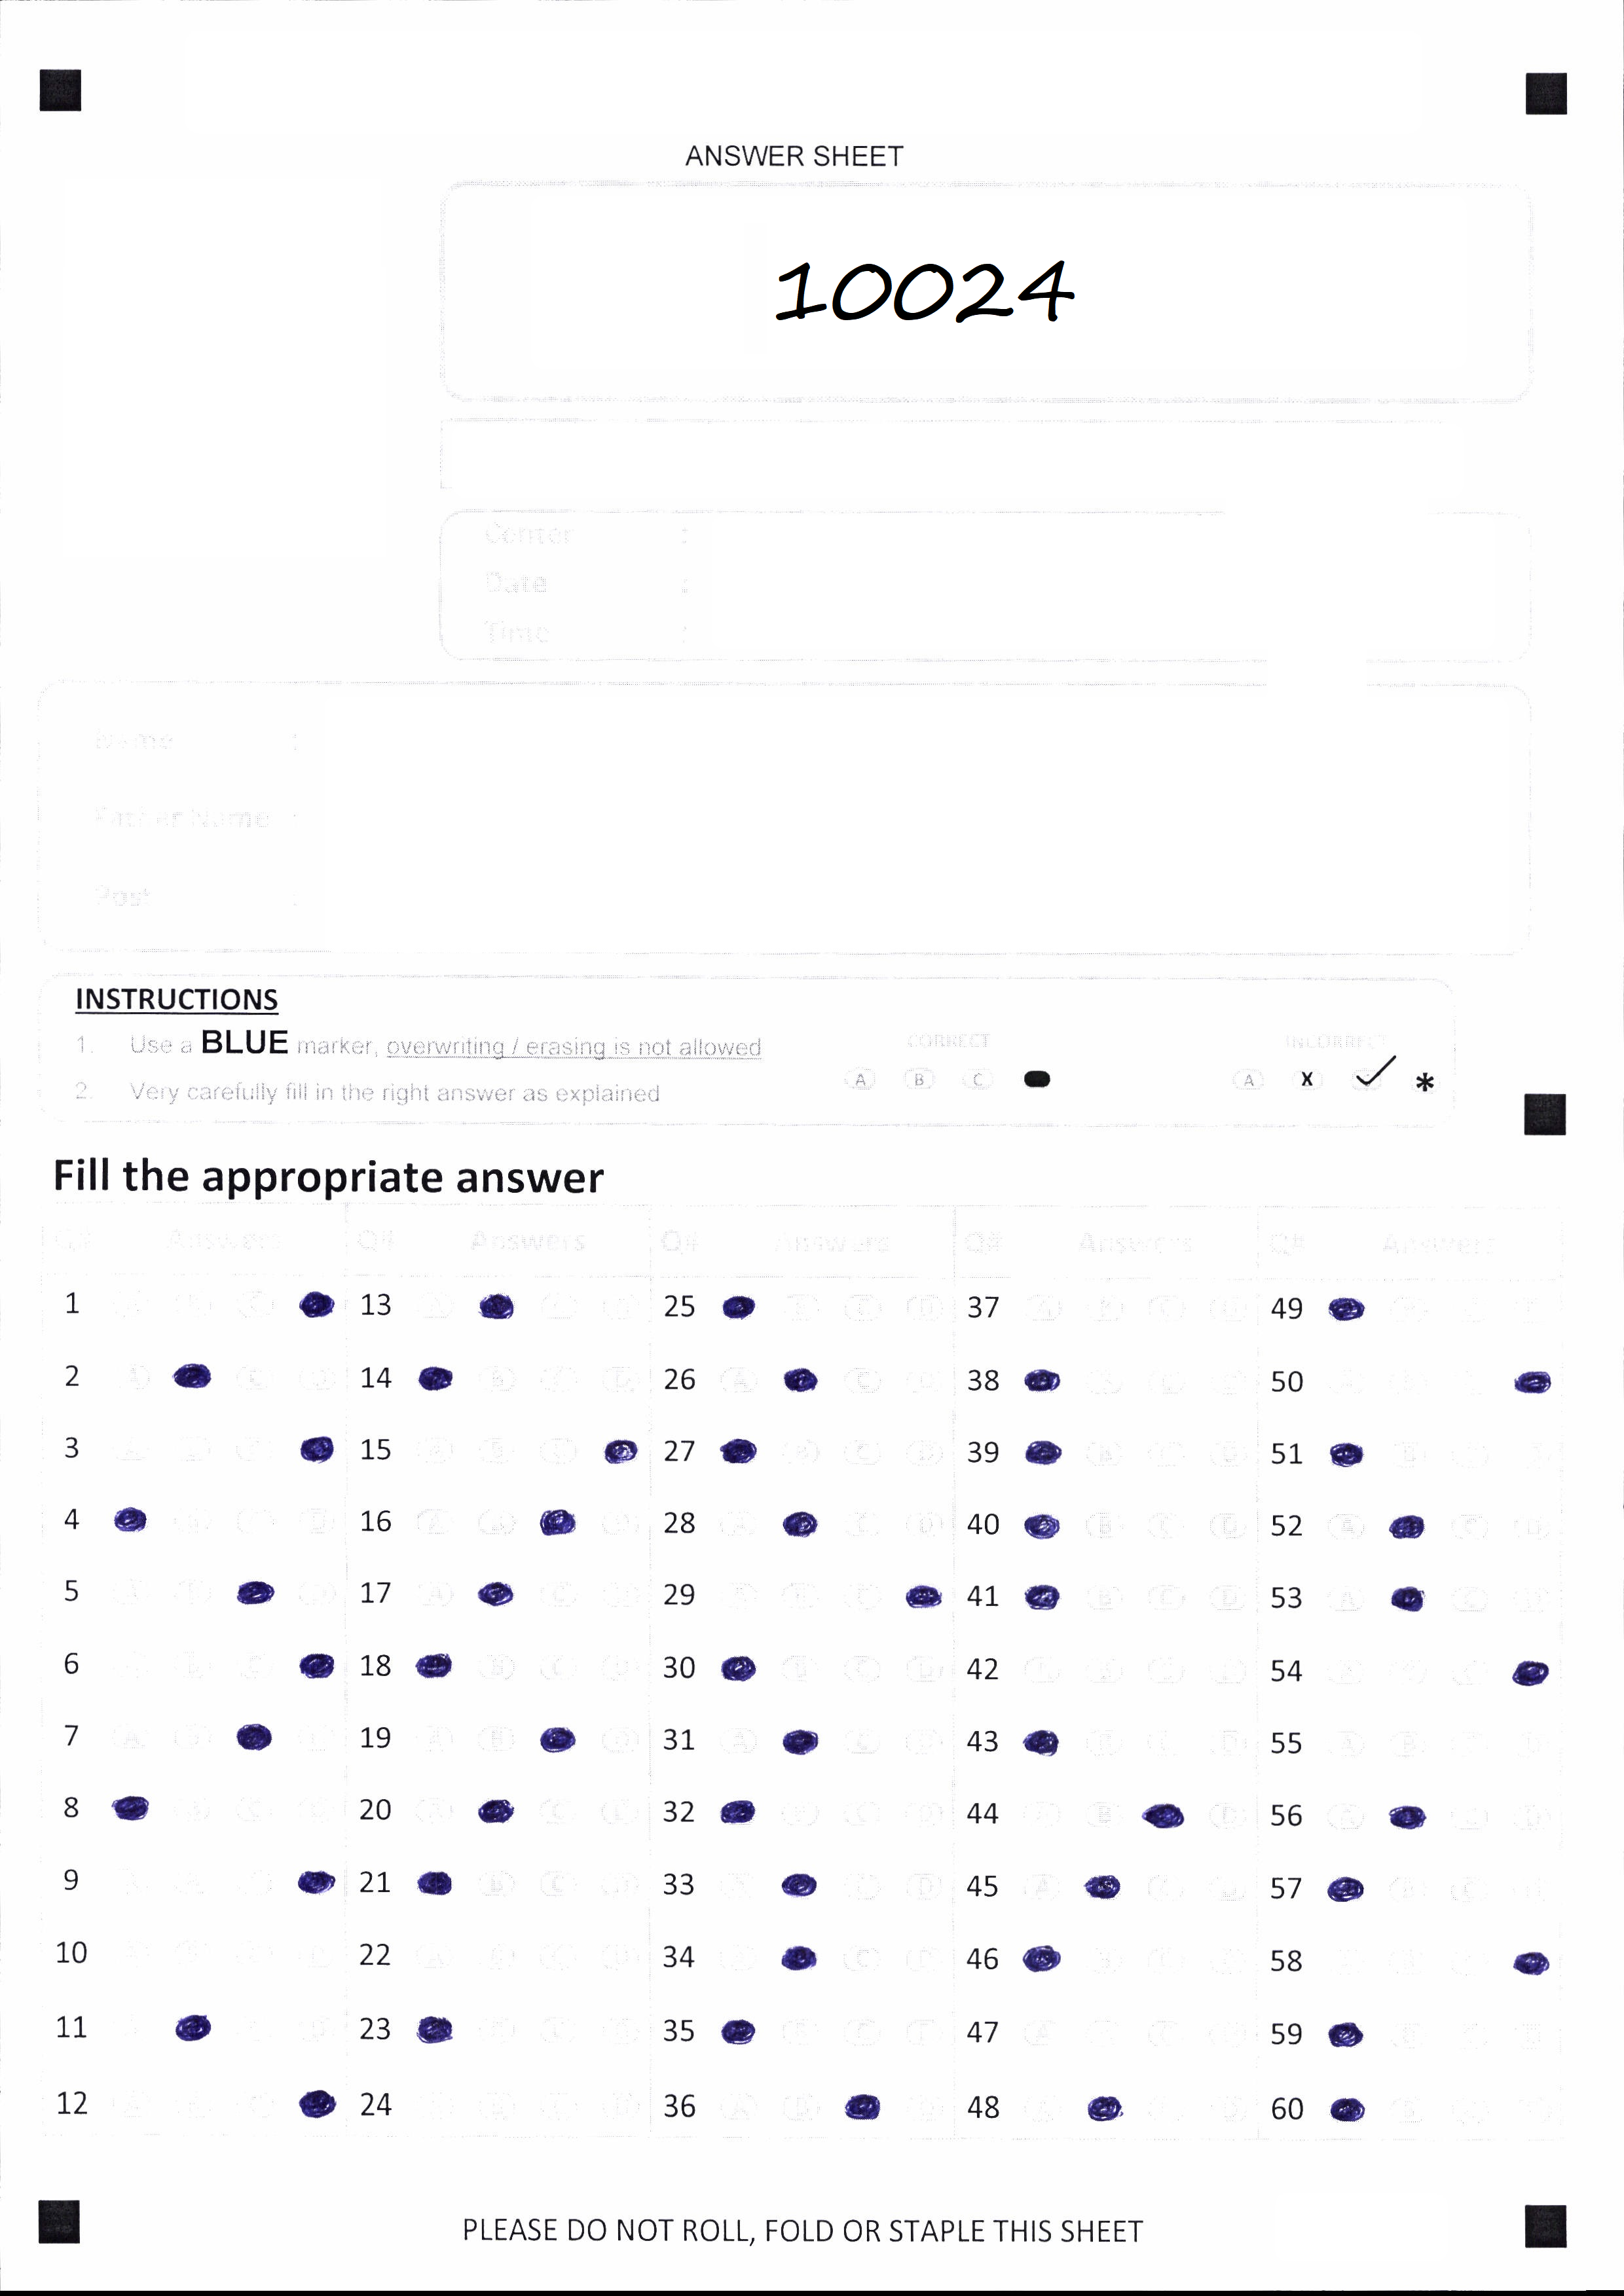 ANSWER SHEET
10024
Center :
Date :
Time :
Name :
Father Name :
Post :
INSTRUCTIONS
1. Use a BLUE marker, overwriting / erasing is not allowed
2. Very carefully fill in the right answer as explained
CORRECT INCORRECT
A B C A X
Fill the appropriate answer
Q# Answers Q# Answers Q# Answers Q# Answers Q# Answers
1 13 25 37 49
2 14 26 38 50
3 15 27 39 51
4 16 28 40 52
5 17 29 41 53
6 18 30 42 54
7 19 31 43 55
8 20 32 44 56
9 21 33 45 57
10 22 34 46 58
11 23 35 47 59
12 24 36 48 60
PLEASE DO NOT ROLL, FOLD OR STAPLE THIS SHEET